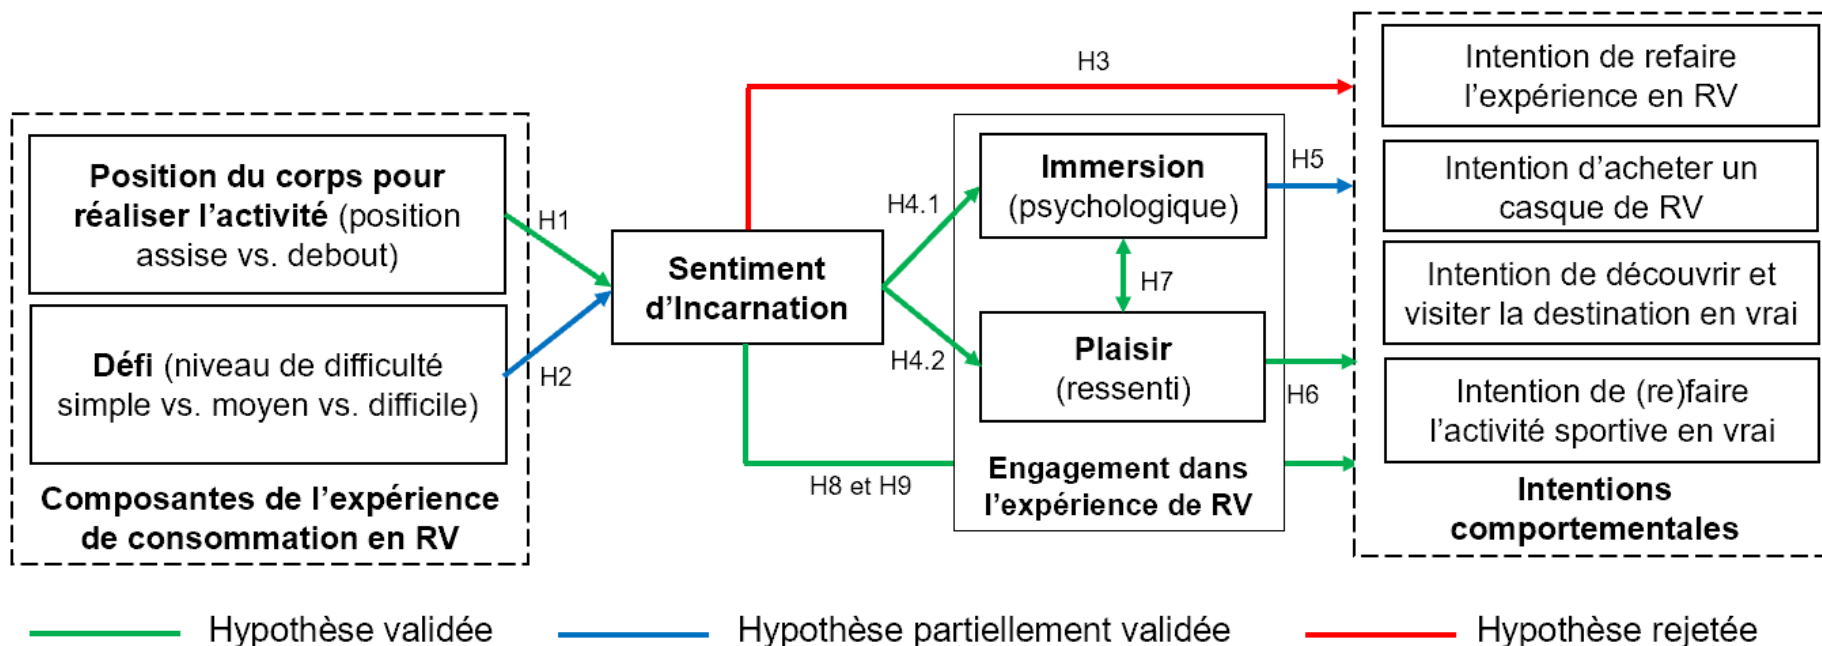 Position du corps pour
réaliser l’activité (position
assise vs. debout)
Défi (niveau de difficulté
simple vs. moyen vs. difficile)
Composantes de l’expérience
de consommation en RV
H1
H2
Sentiment
d’Incarnation
H3
H4.1
H4.2
H8 et H9
Immersion
(psychologique)
H7
Plaisir
(ressenti)
Engagement dans
l’expérience de RV
H5
H6
Intention de refaire
l’expérience en RV
Intention d’acheter un
casque de RV
Intention de découvrir et
visiter la destination en vrai
Intention de (re)faire
l’activité sportive en vrai
Intentions
comportementales
Hypothèse validée
Hypothèse partiellement validée
Hypothèse rejetée